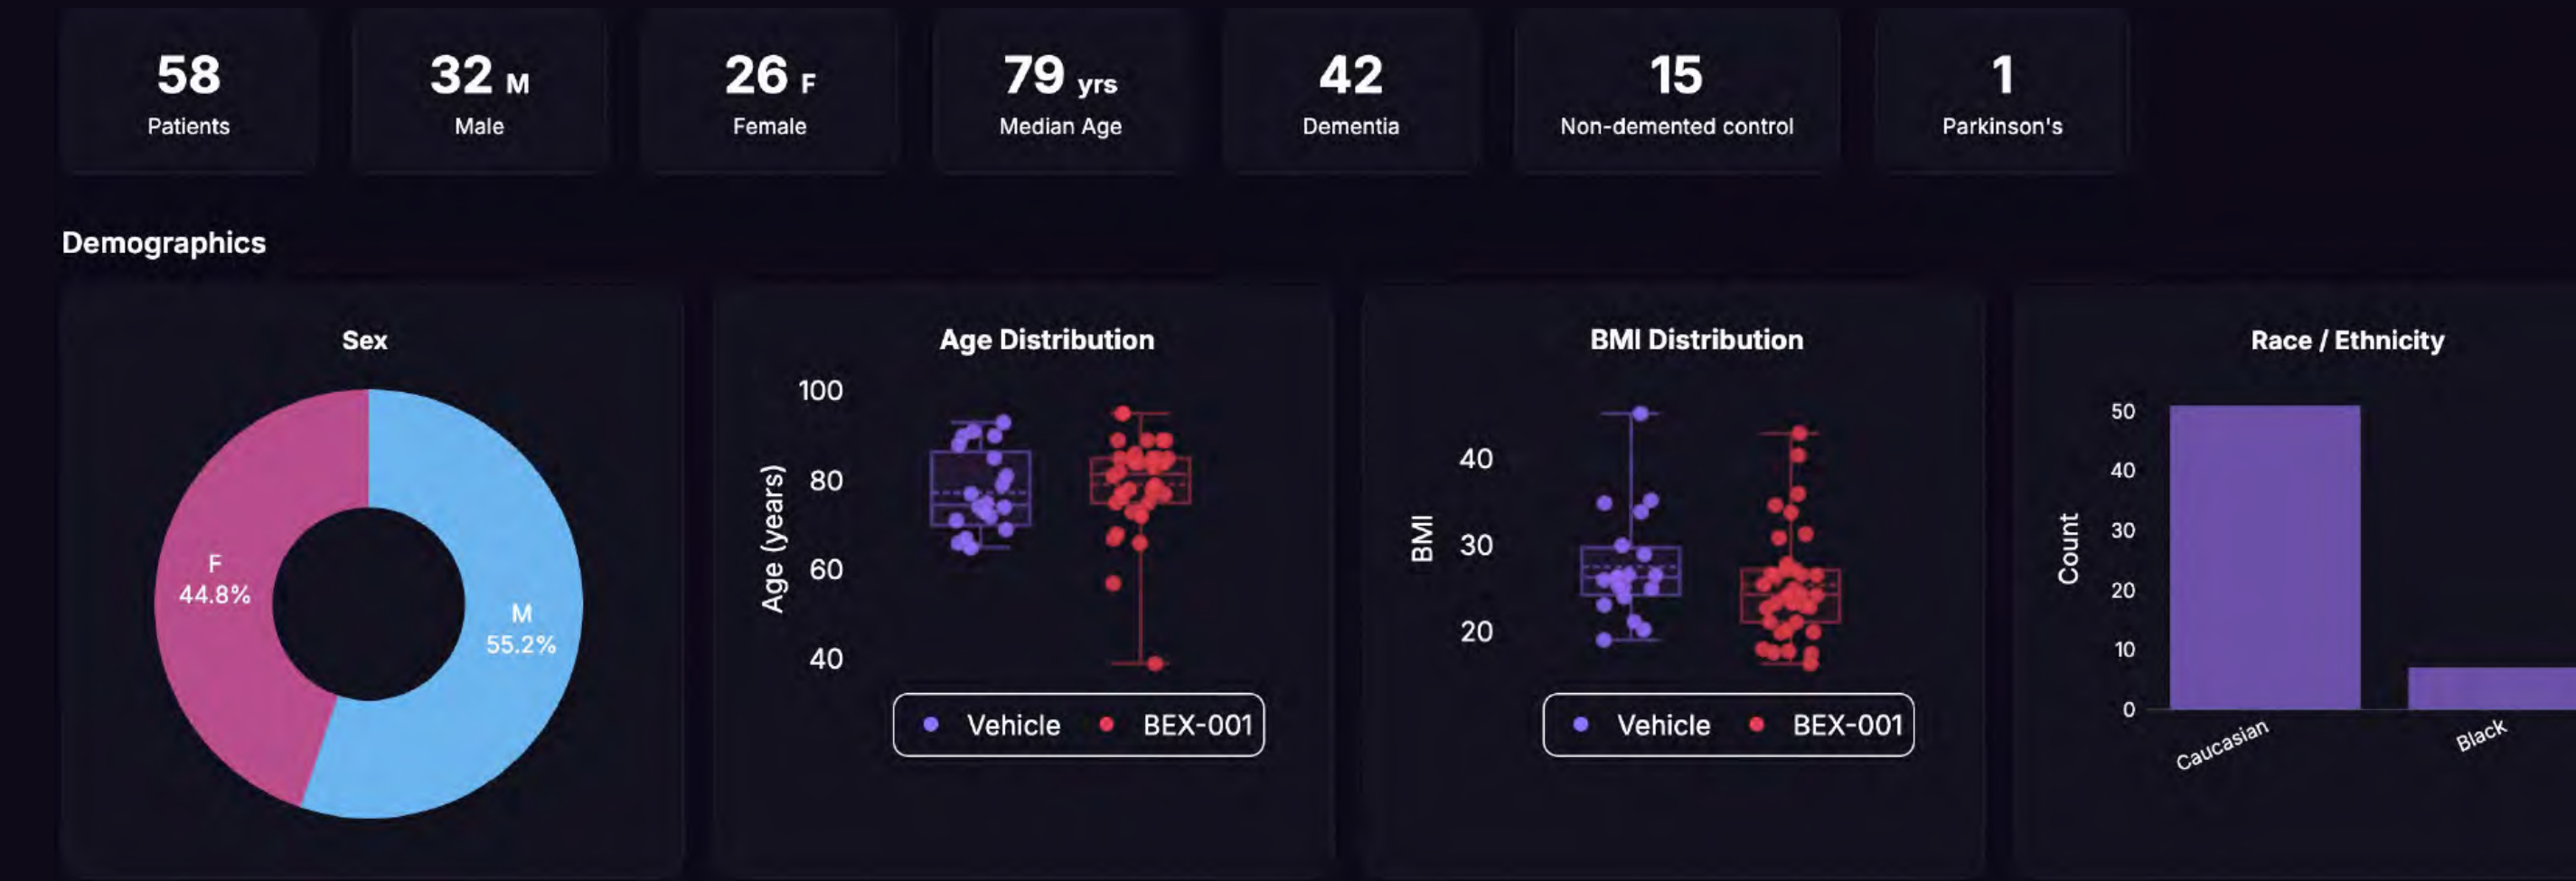 58
Patients
32 M
Male
26 F
Female
79 yrs
Median Age
42
Dementia
15
Non-demented control
1
Parkinson's
Demographics
Sex
F
44.8%
M
55.2%
Age Distribution
Age (years)
100
80
60
40
Vehicle
BEX-001
BMI Distribution
BMI
40
30
20
Vehicle
BEX-001
Race / Ethnicity
Count
50
40
30
20
10
0
Caucasian
Black